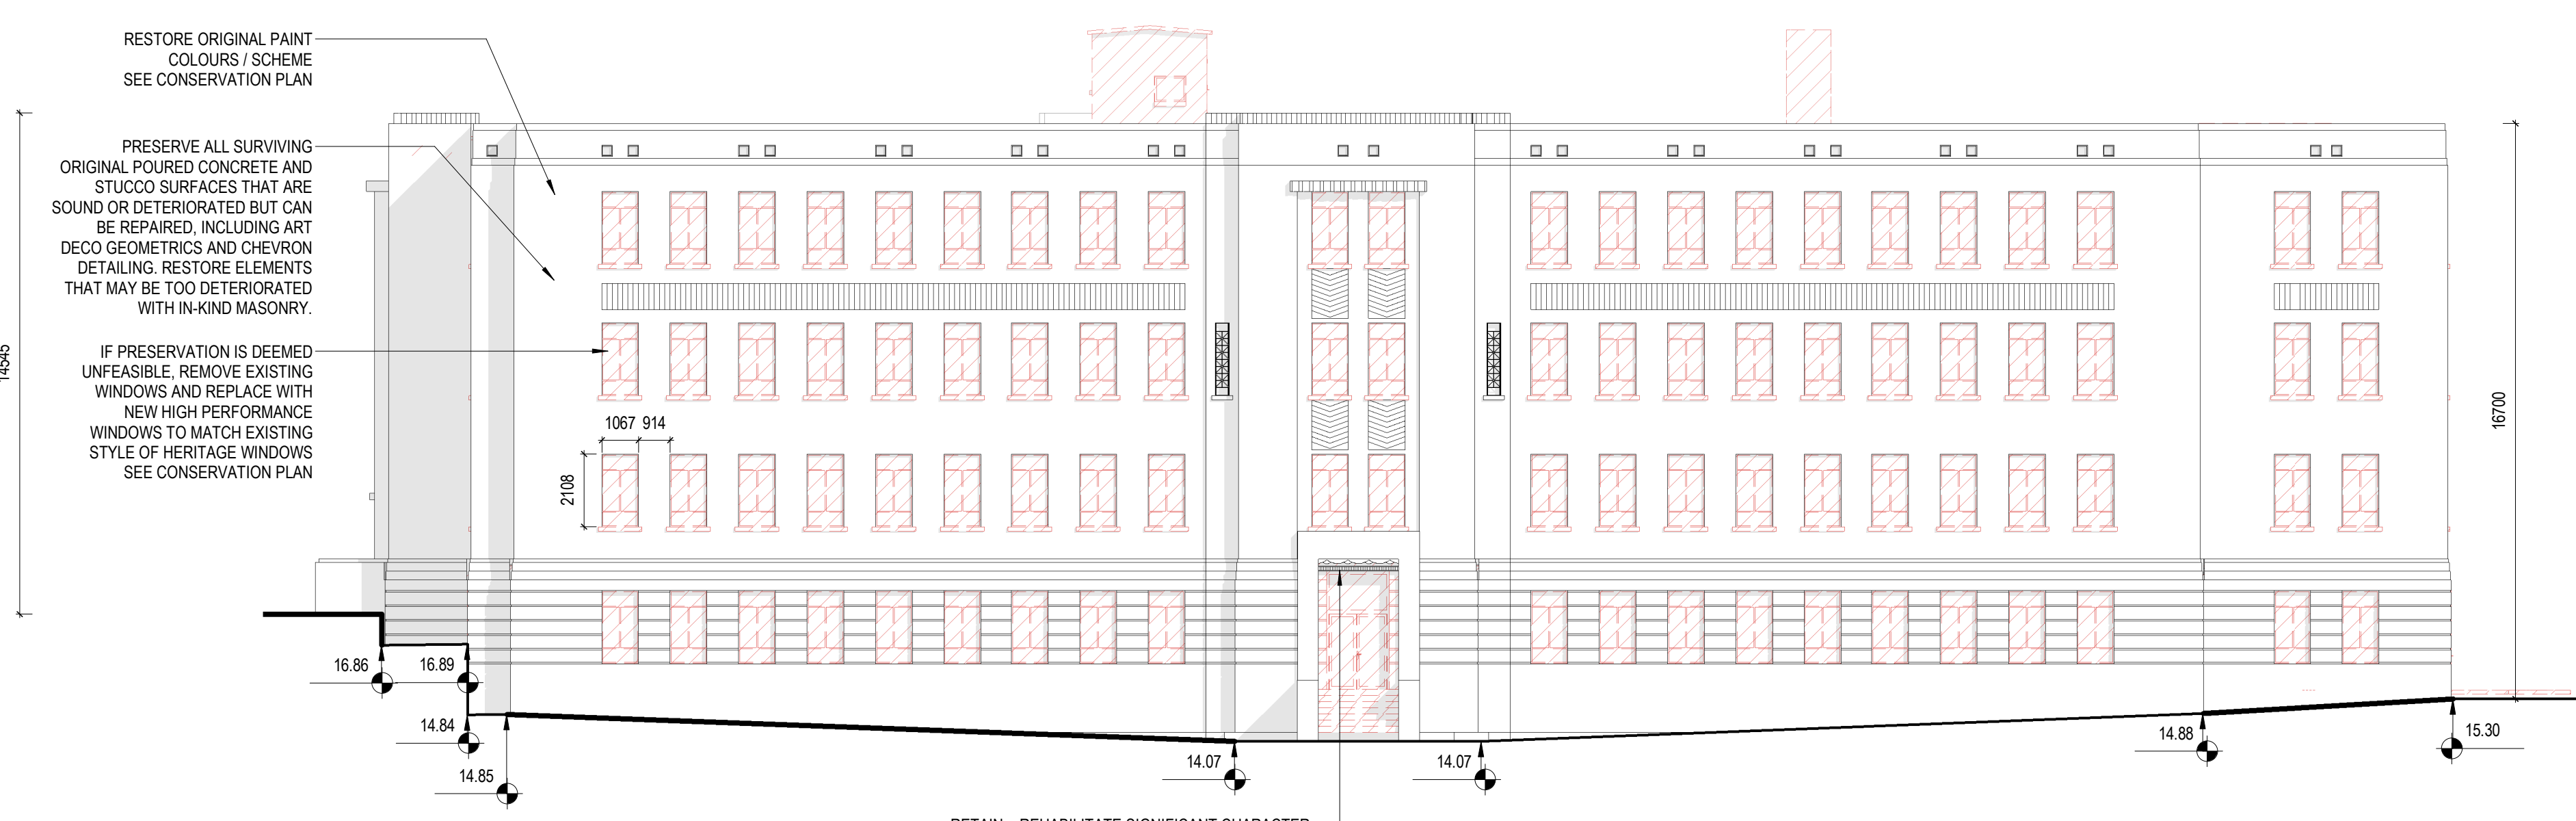 RESTORE ORIGINAL PAINT
COLOURS / SCHEME
SEE CONSERVATION PLAN
PRESERVE ALL SURVIVING
ORIGINAL POURED CONCRETE AND
STUCCO SURFACES THAT ARE
SOUND OR DETERIORATED BUT CAN
BE REPAIRED, INCLUDING ART
DECO GEOMETRICS AND CHEVRON
DETAILING. RESTORE ELEMENTS
THAT MAY BE TOO DETERIORATED
WITH IN-KIND MASONRY.
IF PRESERVATION IS DEEMED
UNFEASIBLE, REMOVE EXISTING
WINDOWS AND REPLACE WITH
NEW HIGH PERFORMANCE
WINDOWS TO MATCH EXISTING
STYLE OF HERITAGE WINDOWS
SEE CONSERVATION PLAN
14545
1067 914
2108
16700
16.86
16.89
14.84
14.85
14.07
14.07
14.88
15.30
REHABILITATE SIGNIFICANT CHARACTER